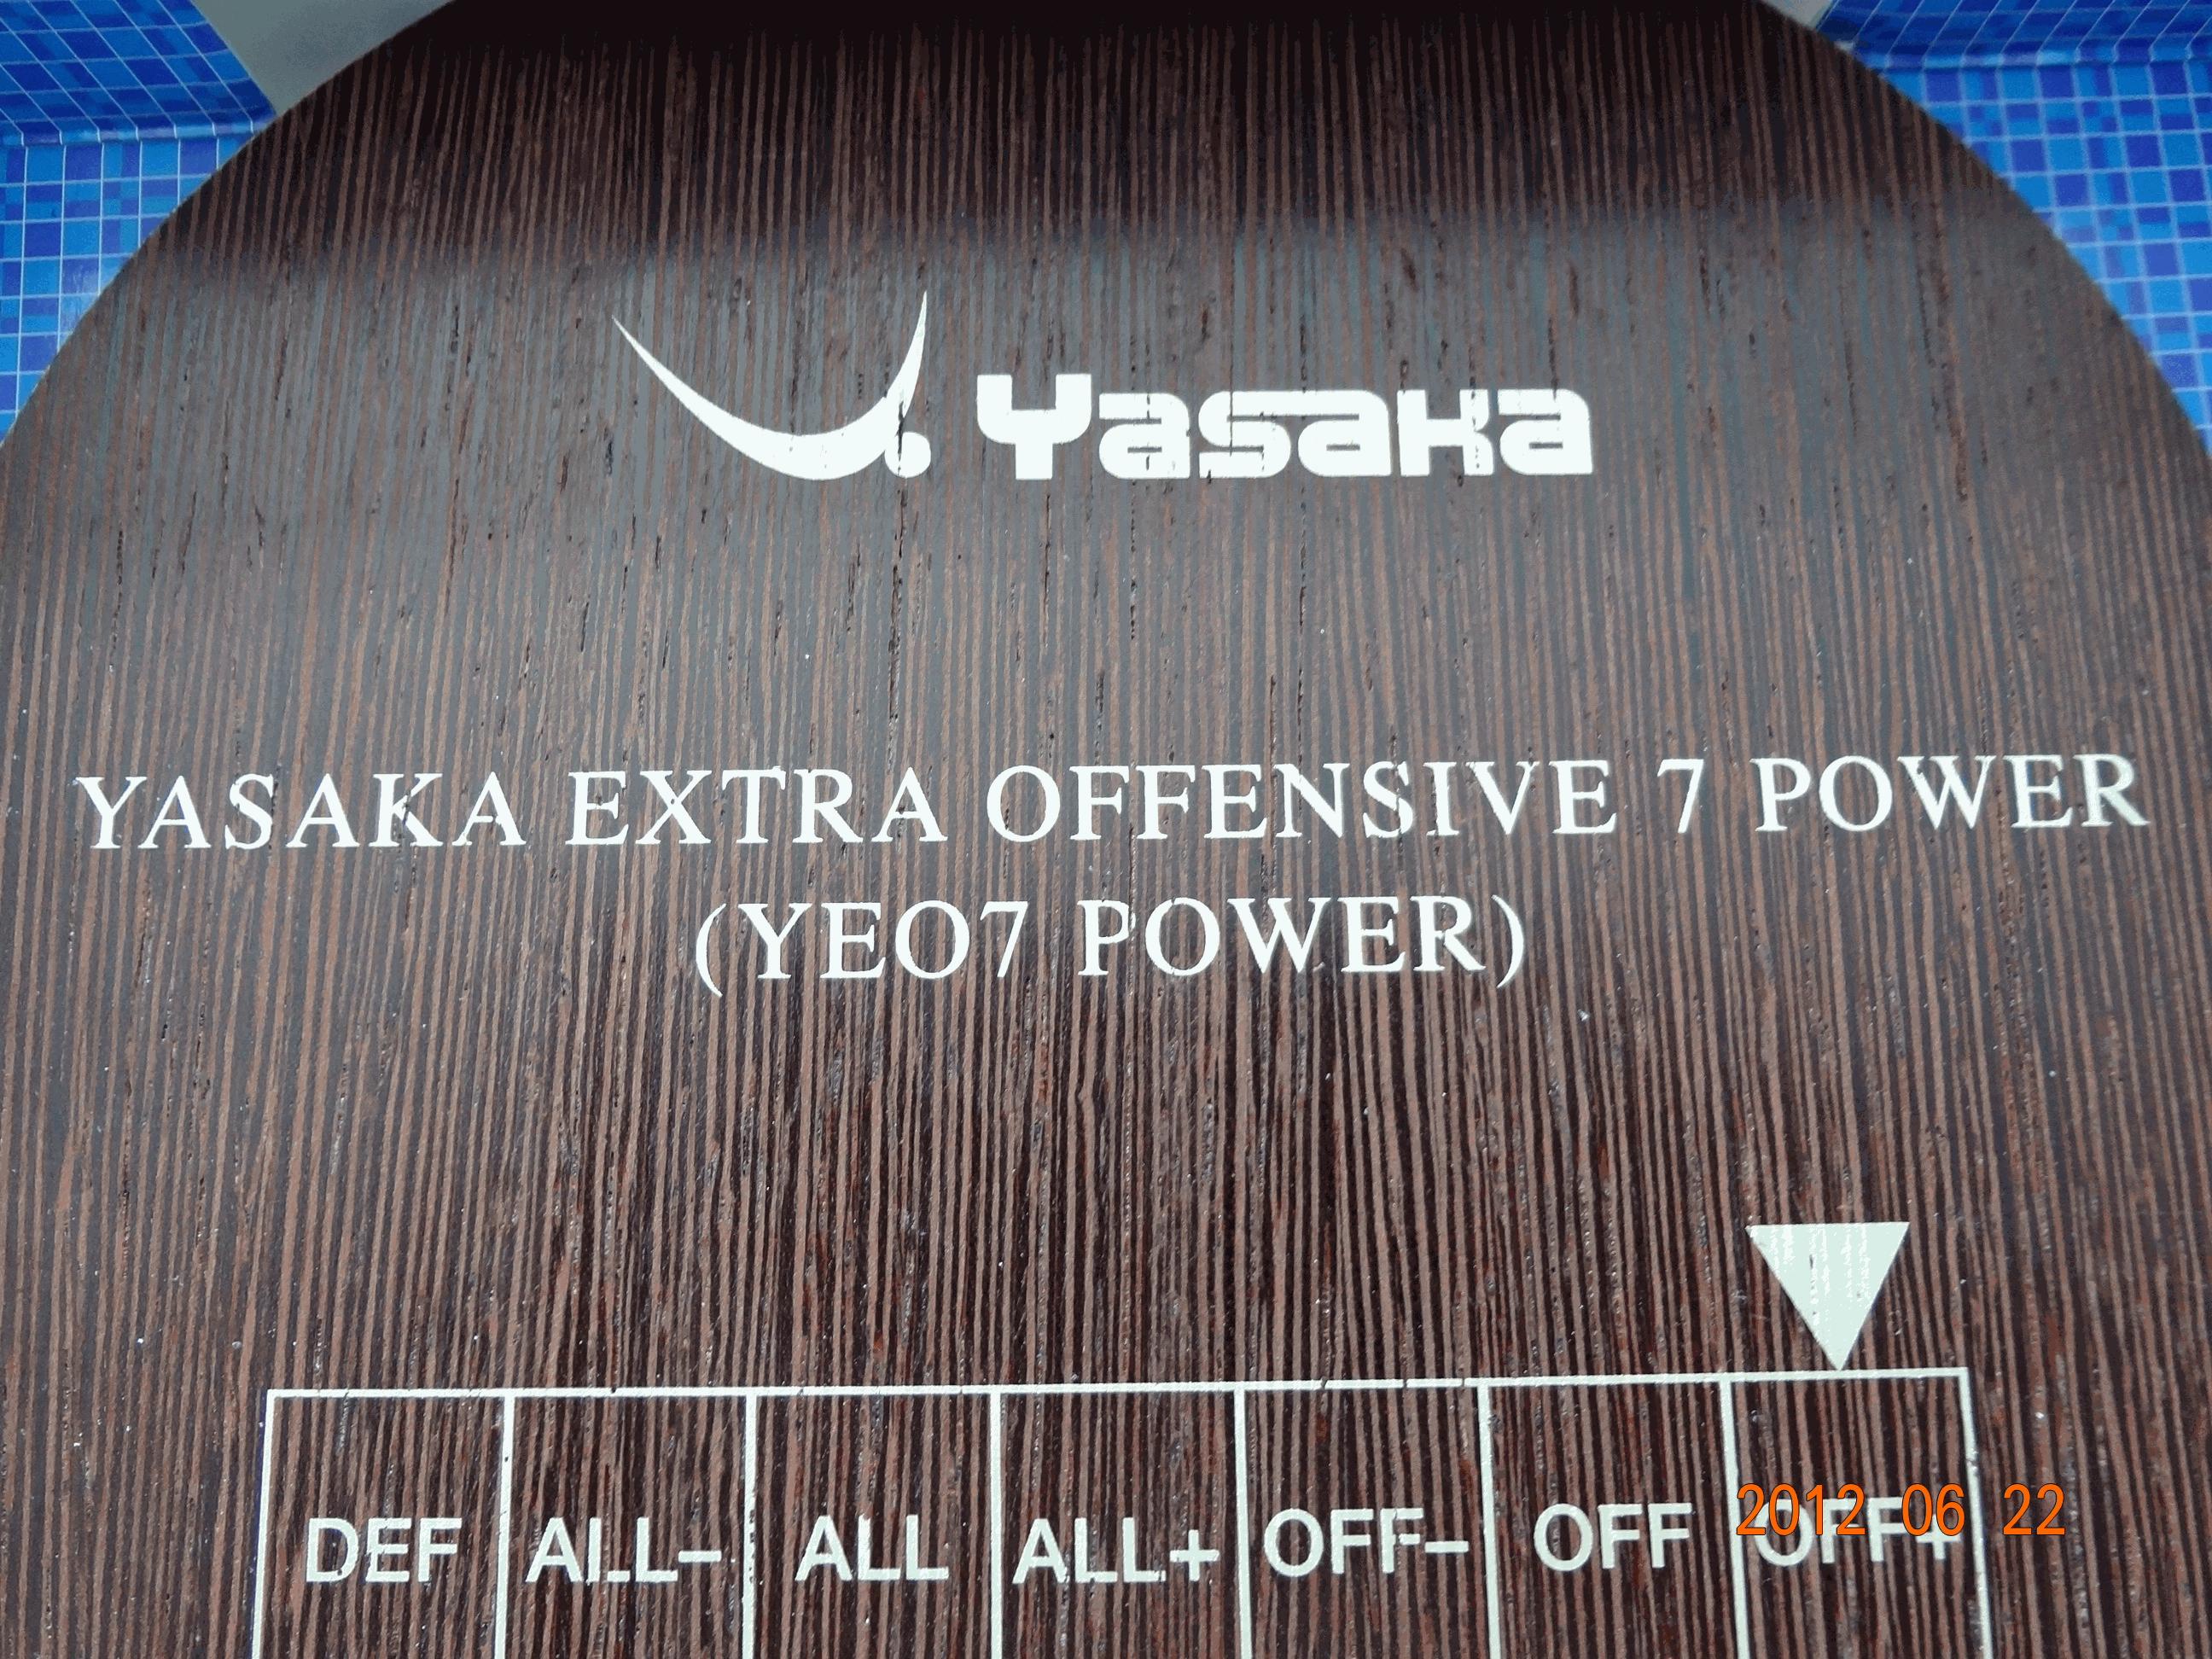 Yasaka
YASAKA EXTRA OFFENSIVE 7 POWER
(YEO7 POWER)
DEF ALL- ALL ALL+ OFF- OFF OFF+
2012 06 22